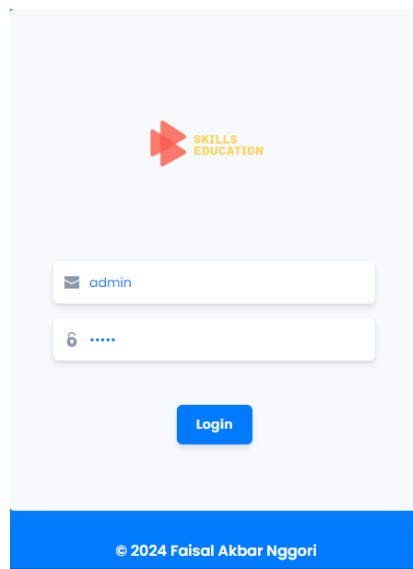 SKILLS
EDUCATION
admin
•••••
Login
© 2024 Faisal Akbar Nggori